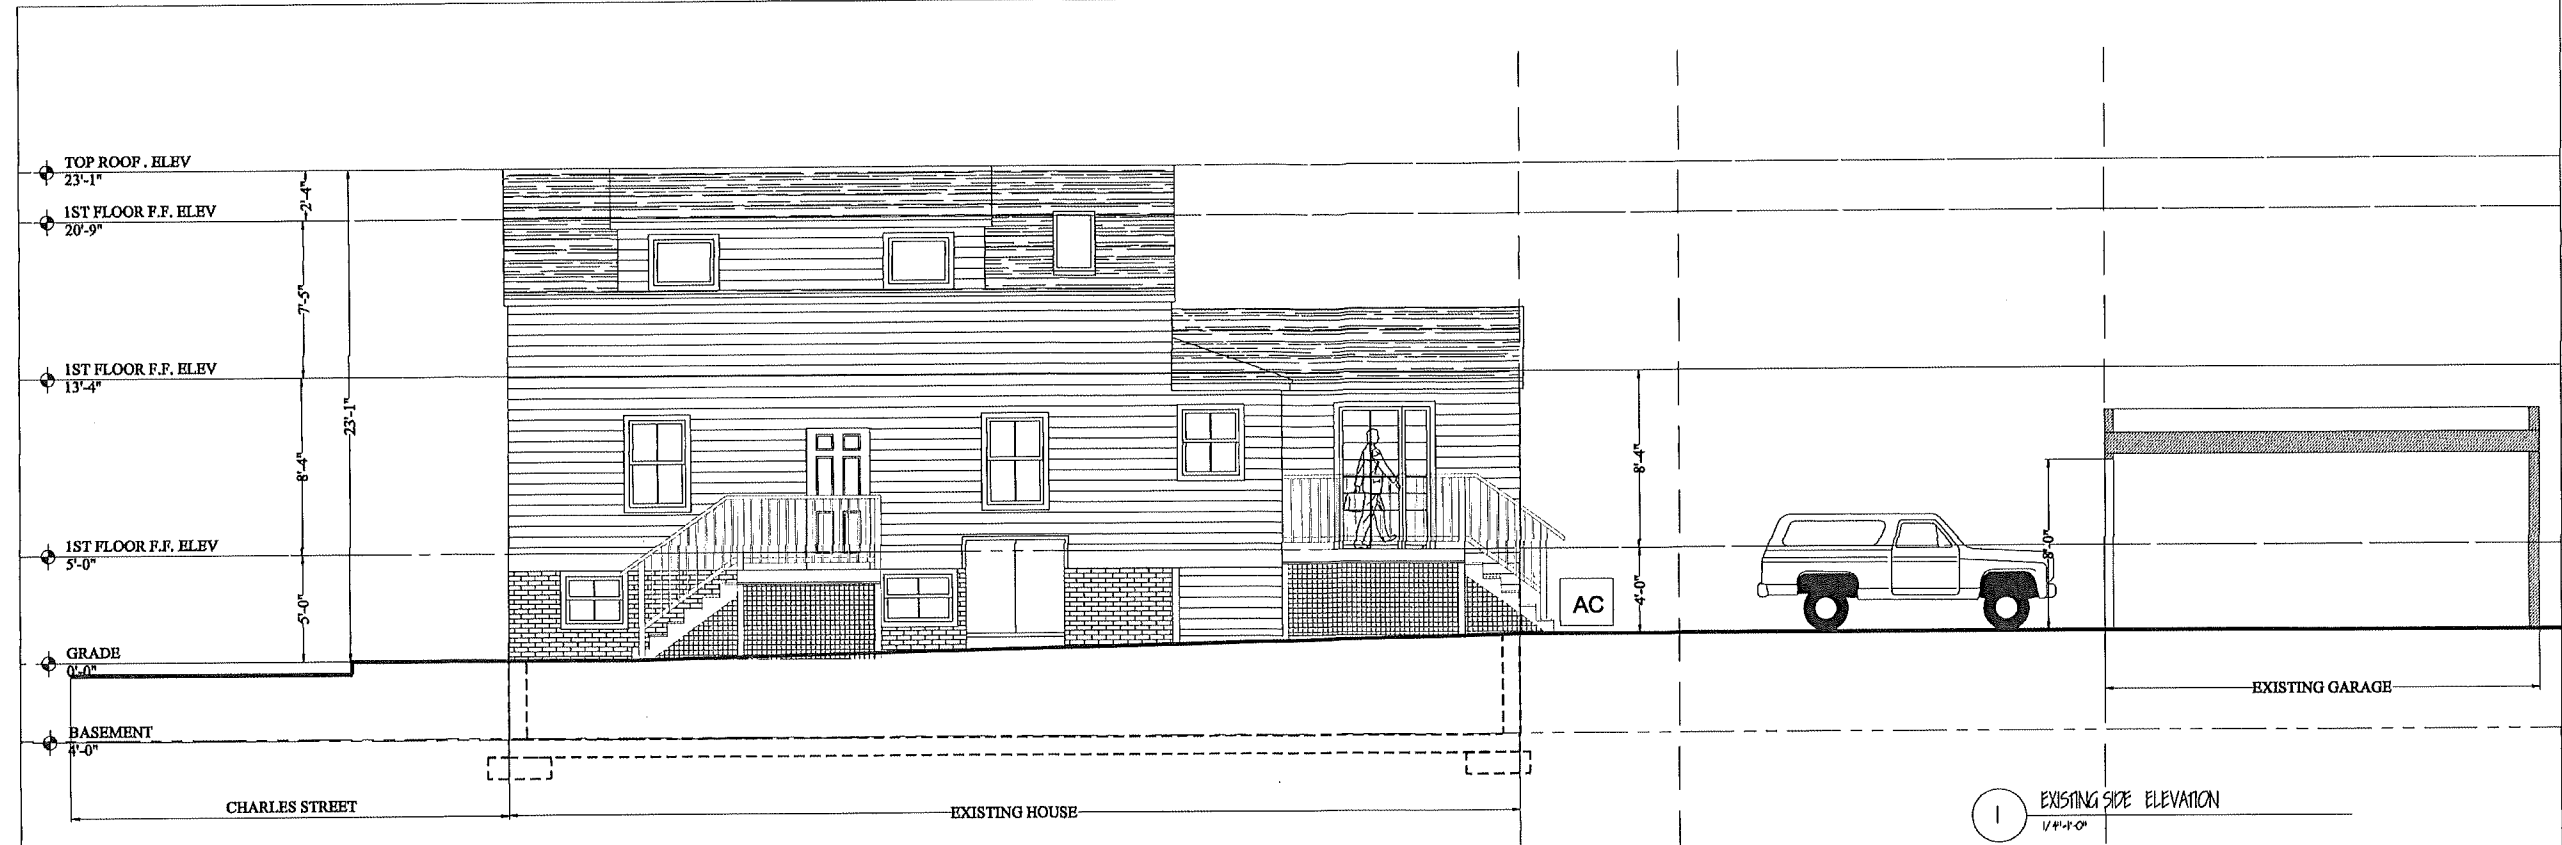 TOP ROOF . ELEV
23'-1"
2'-4"
1ST FLOOR F.F. ELEV
20'-9"
7'-5"
1ST FLOOR F.F. ELEV
13'-4"
23'-1"
8'-4"
8'-4"
1ST FLOOR F.F. ELEV
5'-0"
8'-0"
5'-0"
4'-0"
AC
GRADE
0'-0"
EXISTING GARAGE
BASEMENT
4'-0"
CHARLES STREET
EXISTING HOUSE
1
EXISTING SIDE ELEVATION
1/4"-1'-0"